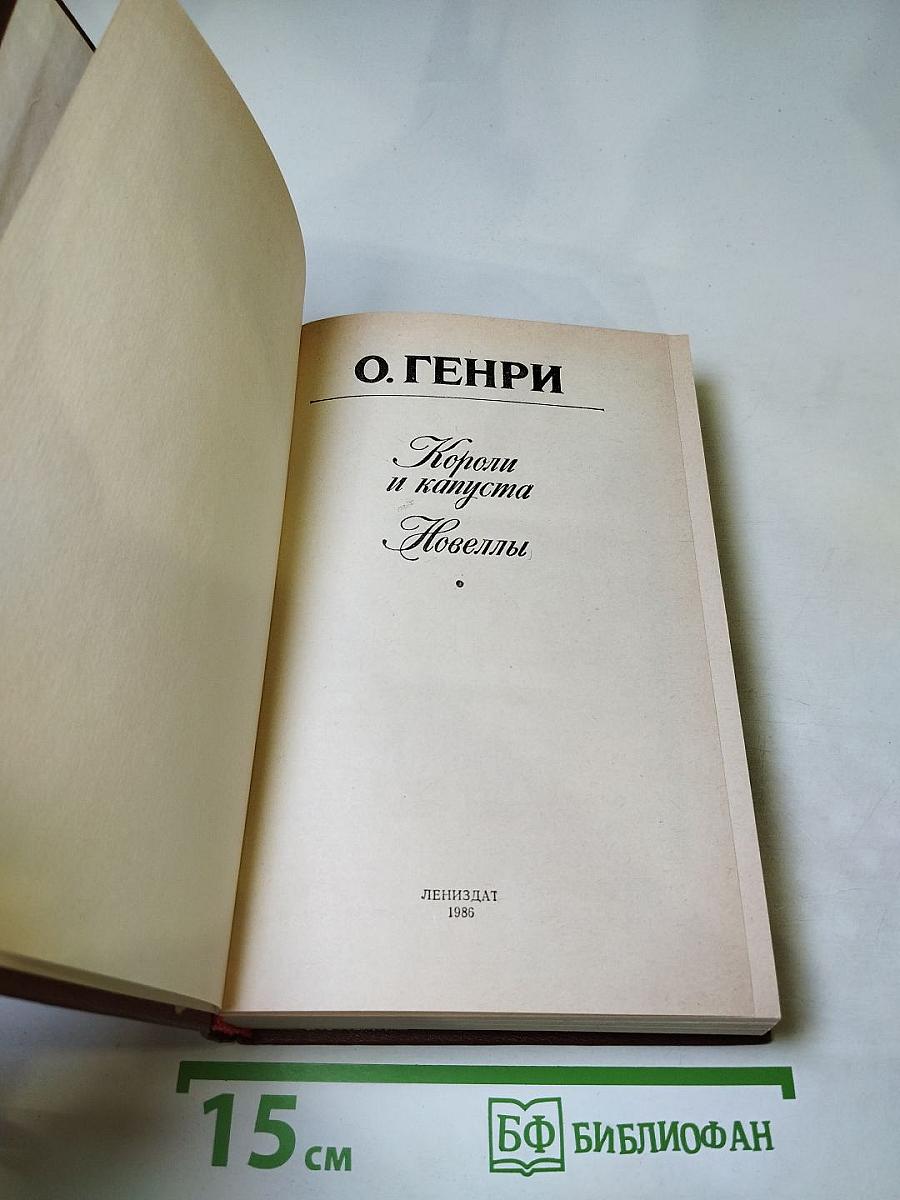 О. ГЕНРИ
Короли
и капуста
Новеллы
ЛЕНИЗДАТ
1986
15 см
БФ БИБЛИОФАН